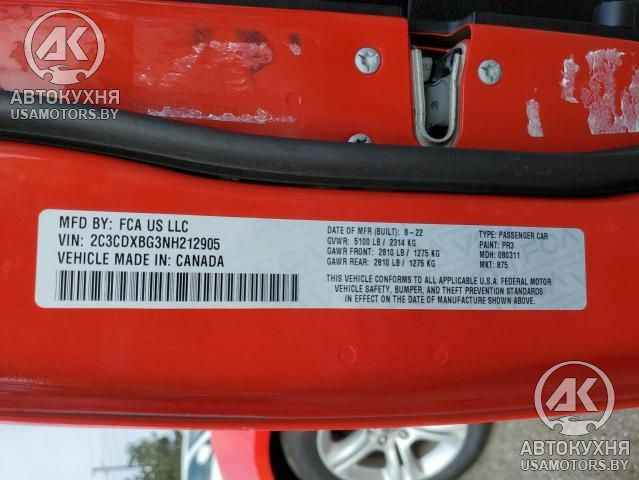 AK
АВТОКУХНЯ
USAMOTORS.BY
MFD BY: FCA US LLC
VIN: 2C3CDXBG3NH212905
VEHICLE MADE IN: CANADA
DATE OF MFR (BUILT): 8-22
GVWR: 5100 LB / 2314 KG
GAWR FRONT: 2810 LB / 1275 KG
GAWR REAR: 2810 LB / 1275 KG
TYPE: PASSENGER CAR
PAINT: PR3
MDH: 080311
MKT: 875
THIS VEHICLE CONFORMS TO ALL APPLICABLE U.S.A. FEDERAL MOTOR
VEHICLE SAFETY, BUMPER, AND THEFT PREVENTION STANDARDS
IN EFFECT ON THE DATE OF MANUFACTURE SHOWN ABOVE.
AK
АВТОКУХНЯ
USAMOTORS.BY